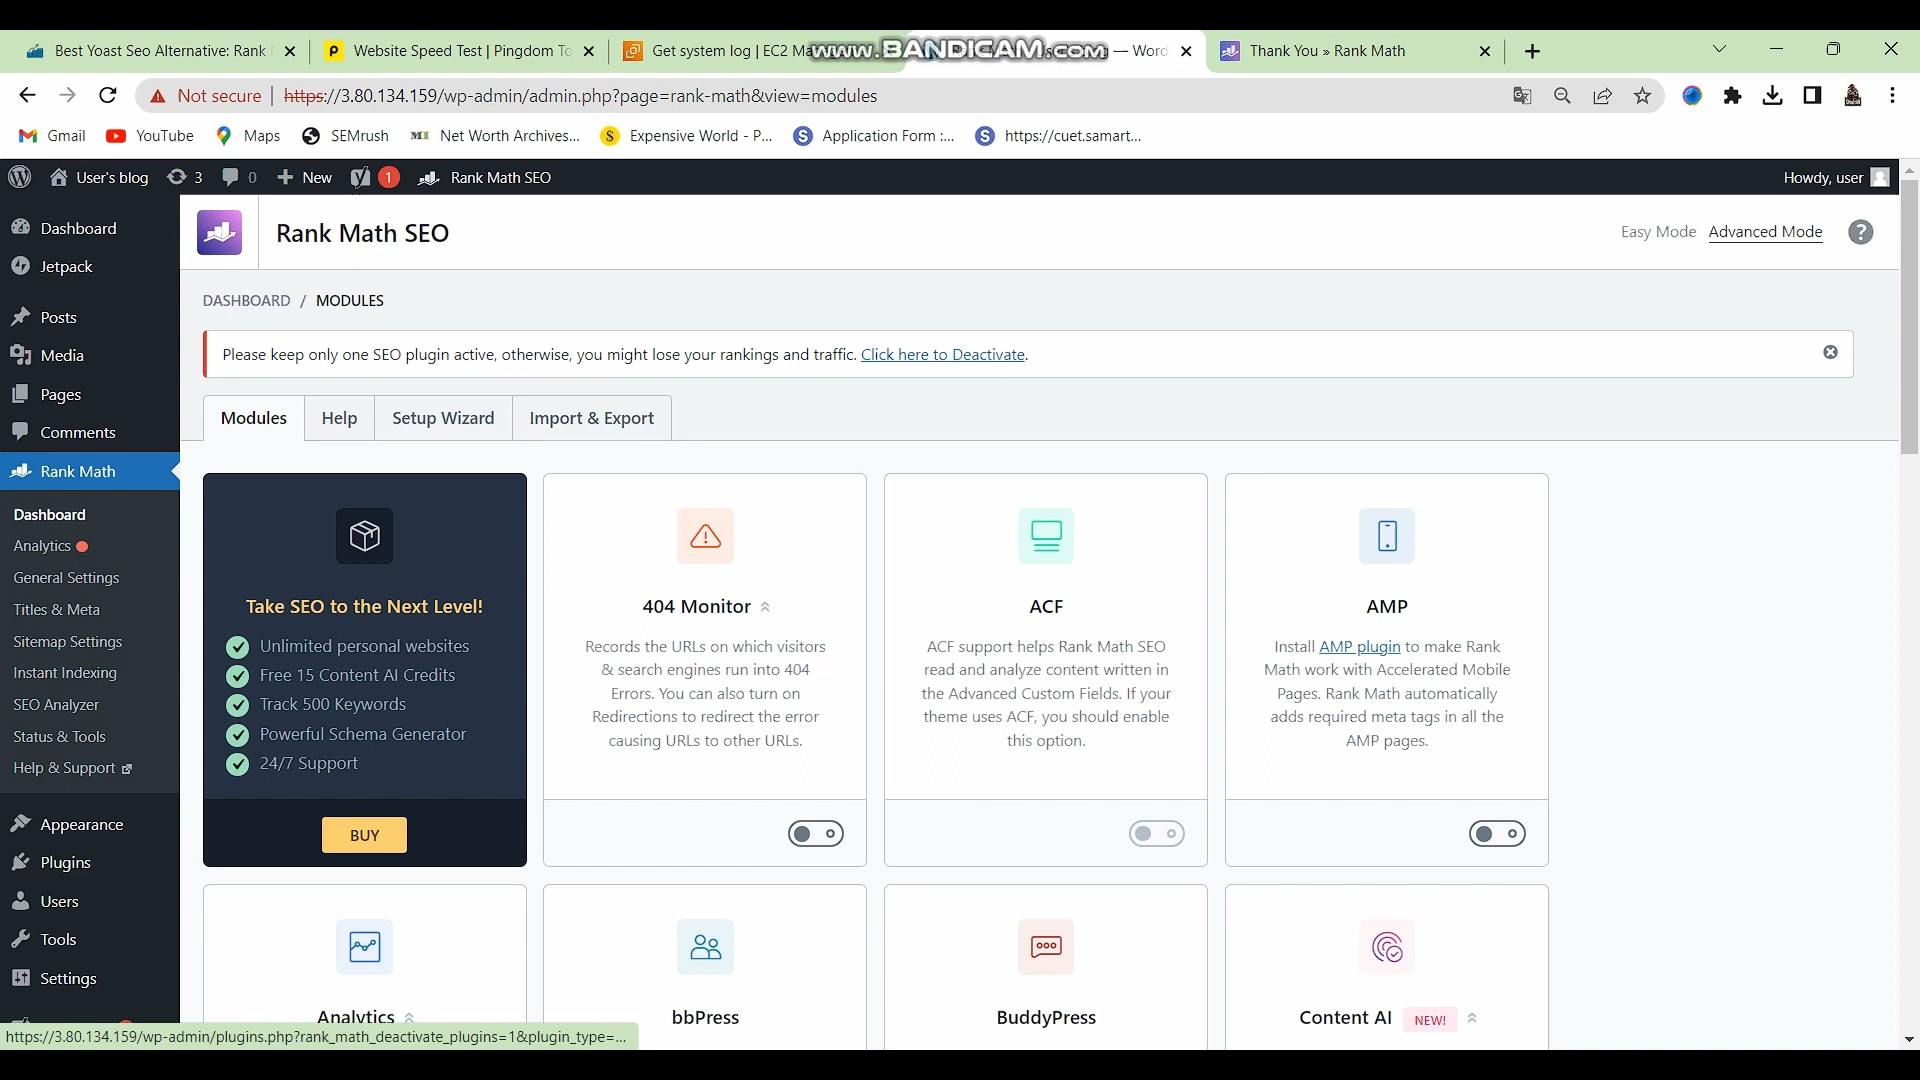 Best Yoast Seo Alternative: Rank
Website Speed Test | Pingdom To
Get system log | EC2 Ma
www.BANDICAM.com
— Word
Thank You » Rank Math
Not secure
https://3.80.134.159/wp-admin/admin.php?page=rank-math&view=modules
Gmail
YouTube
Maps
SEMrush
Net Worth Archives...
Expensive World - P...
Application Form :...
https://cuet.samart...
User's blog
3
0
New
1
Rank Math SEO
Howdy, user
Dashboard
Jetpack
Posts
Media
Pages
Comments
Rank Math
Dashboard
Analytics
General Settings
Titles & Meta
Sitemap Settings
Instant Indexing
SEO Analyzer
Status & Tools
Help & Support
Appearance
Plugins
Users
Tools
Settings
Rank Math SEO
Easy Mode
Advanced Mode
?
DASHBOARD / MODULES
Please keep only one SEO plugin active, otherwise, you might lose your rankings and traffic. Click here to Deactivate.
Modules
Help
Setup Wizard
Import & Export
Take SEO to the Next Level!
Unlimited personal websites
Free 15 Content AI Credits
Track 500 Keywords
Powerful Schema Generator
24/7 Support
BUY
404 Monitor
Records the URLs on which visitors
& search engines run into 404
Errors. You can also turn on
Redirections to redirect the error
causing URLs to other URLs.
ACF
ACF support helps Rank Math SEO
read and analyze content written in
the Advanced Custom Fields. If your
theme uses ACF, you should enable
this option.
AMP
Install AMP plugin to make Rank
Math work with Accelerated Mobile
Pages. Rank Math automatically
adds required meta tags in all the
AMP pages.
Analytics
bbPress
BuddyPress
Content AI
NEW!
https://3.80.134.159/wp-admin/plugins.php?rank_math_deactivate_plugins=1&plugin_type=...